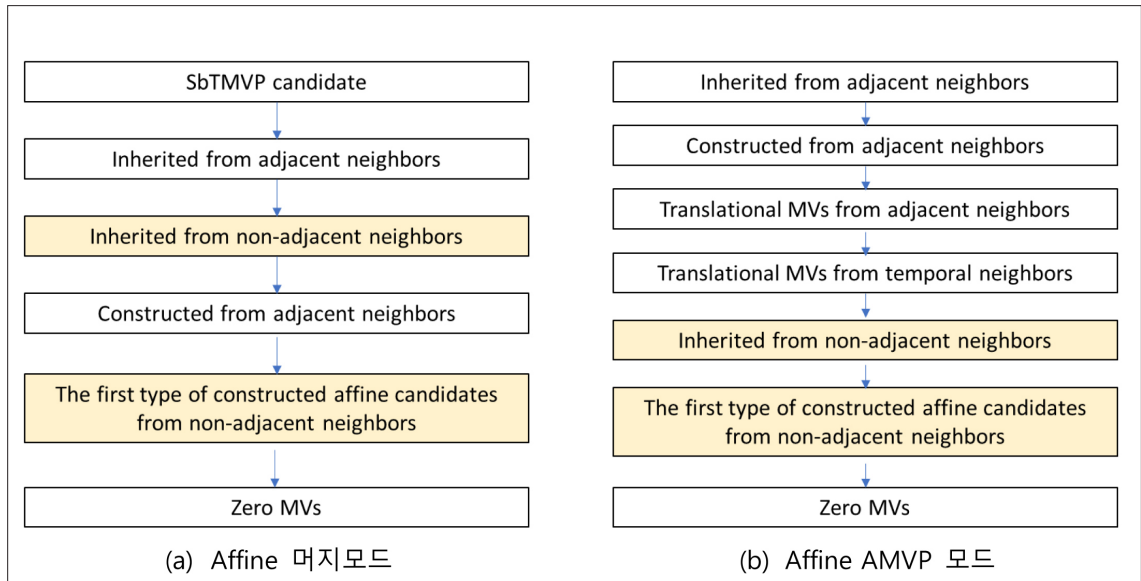 SbTMVP candidate
Inherited from adjacent neighbors
Inherited from non-adjacent neighbors
Constructed from adjacent neighbors
The first type of constructed affine candidates
from non-adjacent neighbors
Zero MVs
(a) Affine 머지모드
Inherited from adjacent neighbors
Constructed from adjacent neighbors
Translational MVs from adjacent neighbors
Translational MVs from temporal neighbors
Inherited from non-adjacent neighbors
The first type of constructed affine candidates
from non-adjacent neighbors
Zero MVs
(b) Affine AMVP 모드